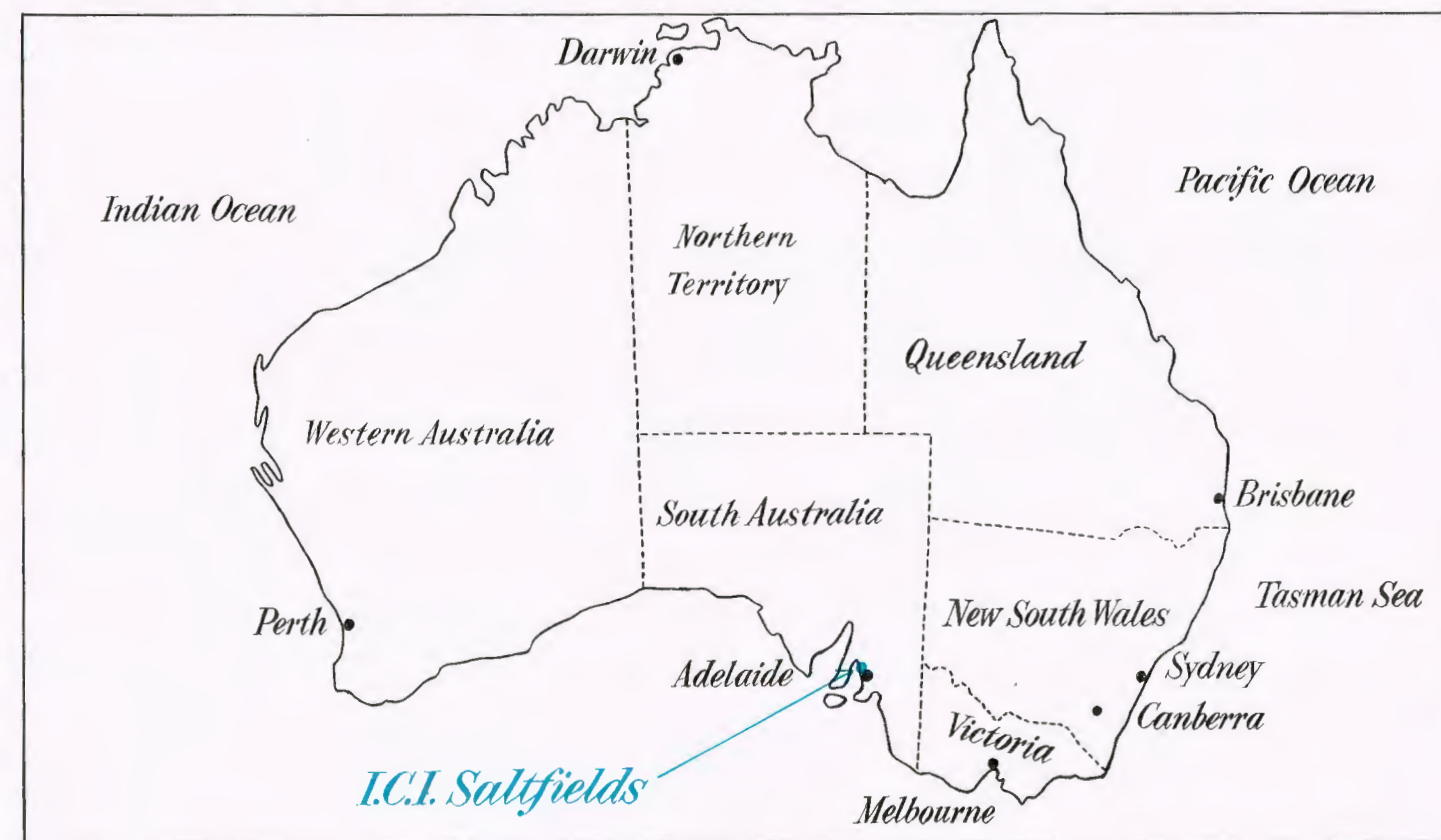 Darwin
Indian Ocean
Pacific Ocean
Northern
Territory
Queensland
Western Australia
South Australia
Brisbane
New South Wales
Tasman Sea
Perth
Adelaide
Sydney
Canberra
Victoria
I.C.I. Saltfields
Melbourne